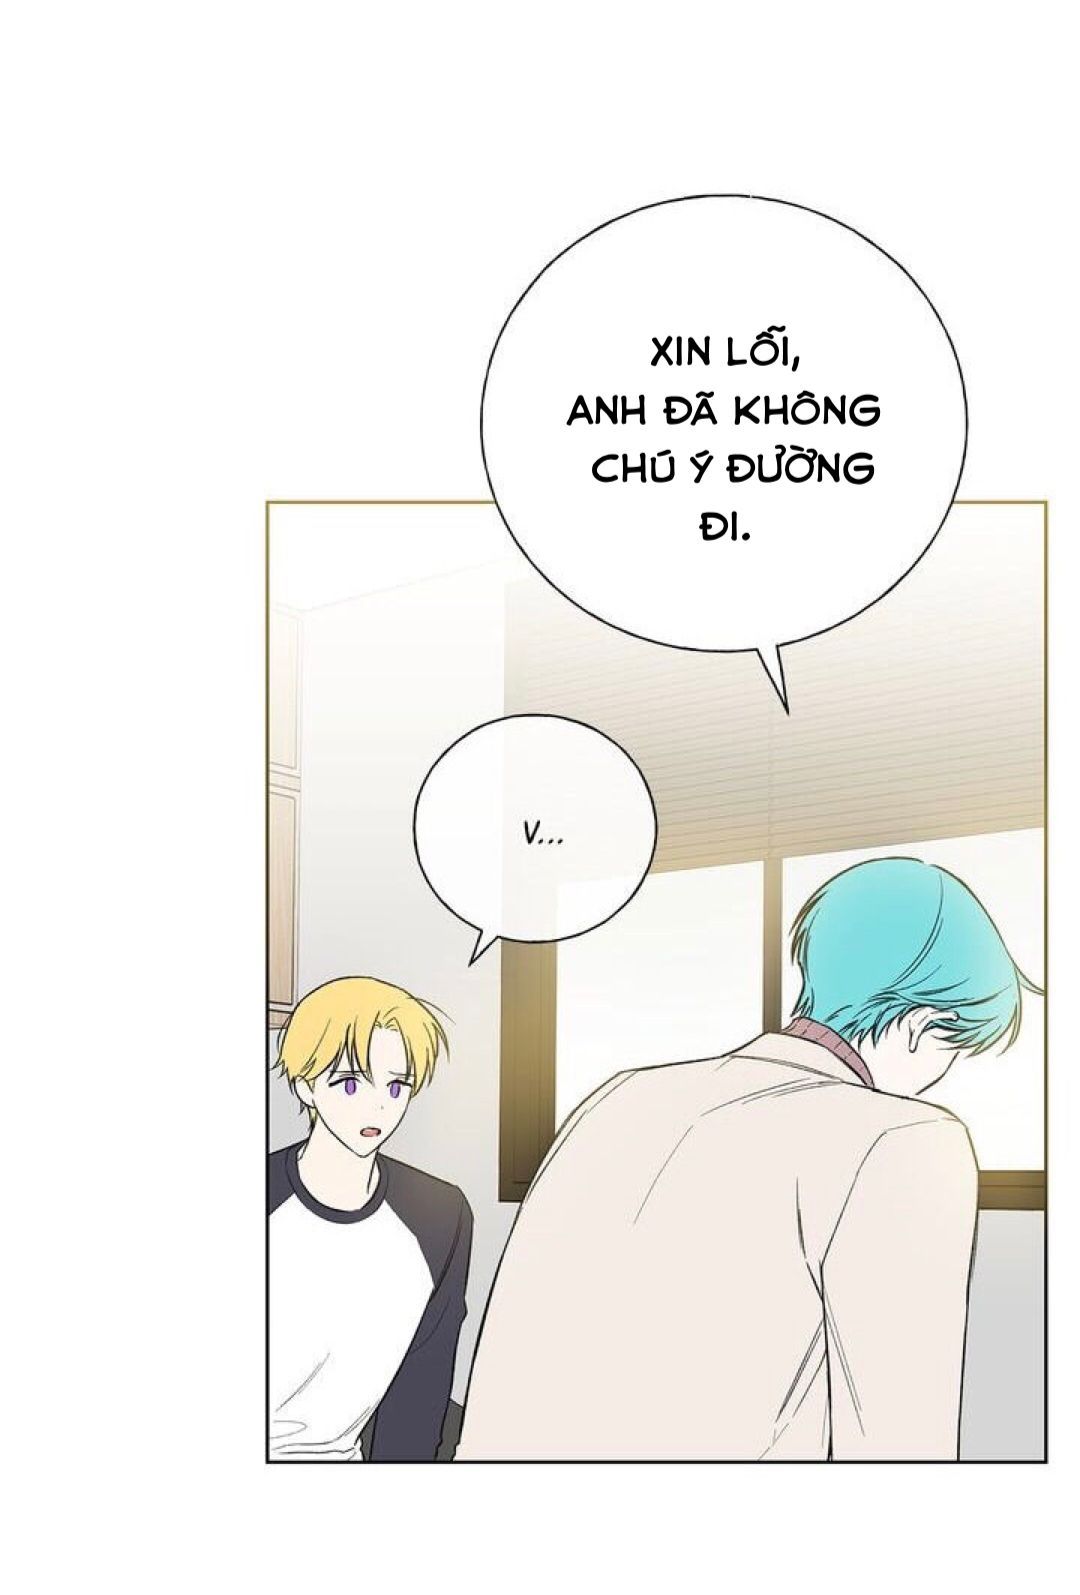 XIN LỖI,
ANH ĐÃ KHÔNG
CHÚ Ý ĐƯỜNG
ĐI.
V...